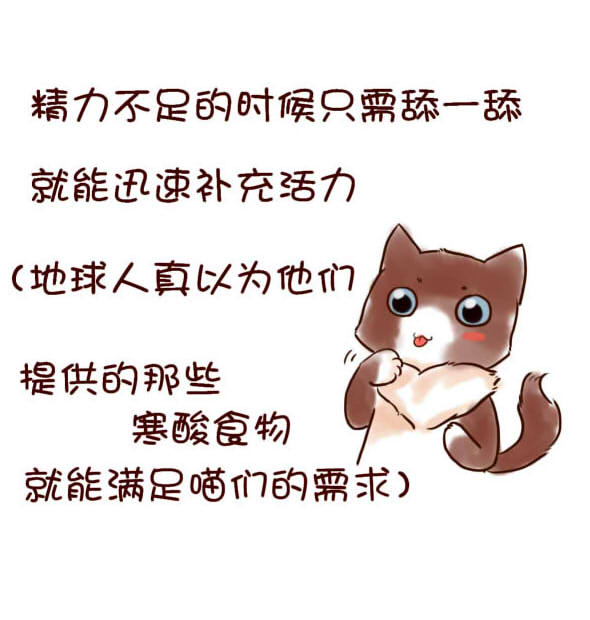 精力不足的时候只需舔一舔
就能迅速补充活力
(地球人真以为他们
提供的那些
寒酸食物
就能满足喵们的需求)